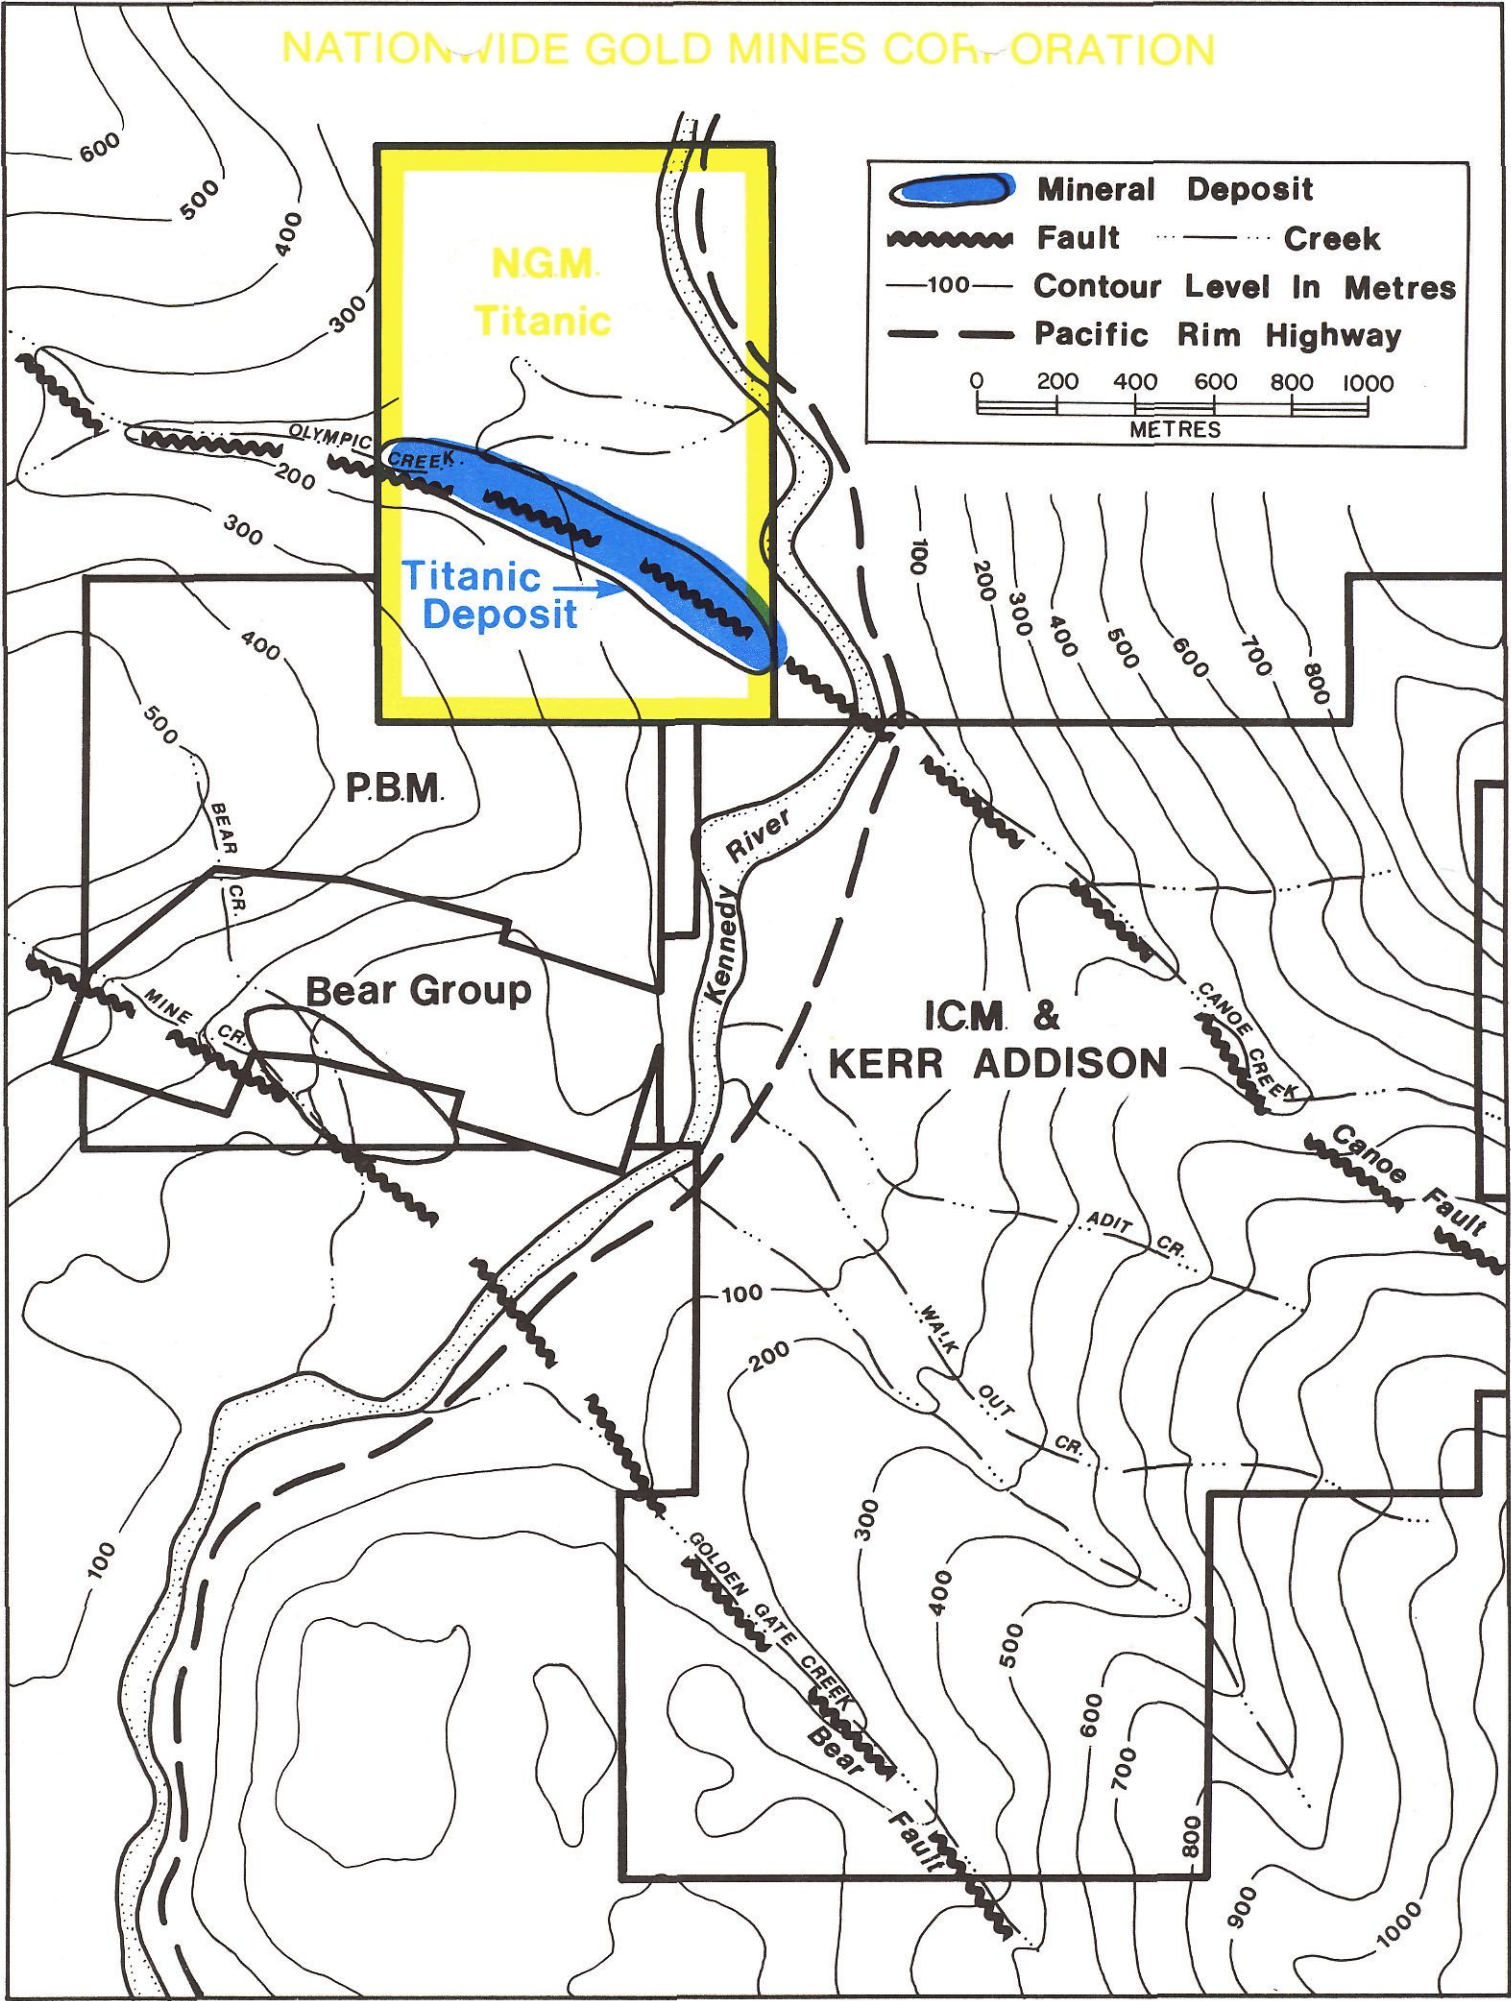 NATIONWIDE GOLD MINES CORPORATION
Mineral Deposit
Fault
Creek
100
Contour Level In Metres
Pacific Rim Highway
0 200 400 600 800 1000
METRES
600
500
400
300
N.G.M.
Titanic
OLYMPIC
CREEK
200
300
Titanic
Deposit
100
200
300
400
500
600
700
800
400
500
P.B.M.
BEAR
CR.
River
Kennedy
Bear Group
MINE
CR.
I.C.M. &
KERR ADDISON
CANOE
CREEK
Canoe
Fault
ADIT CR.
100
200
WALK
OUT
CR.
100
300
400
500
600
700
800
900
1000
GOLDEN GATE CREEK
Bear
Fault